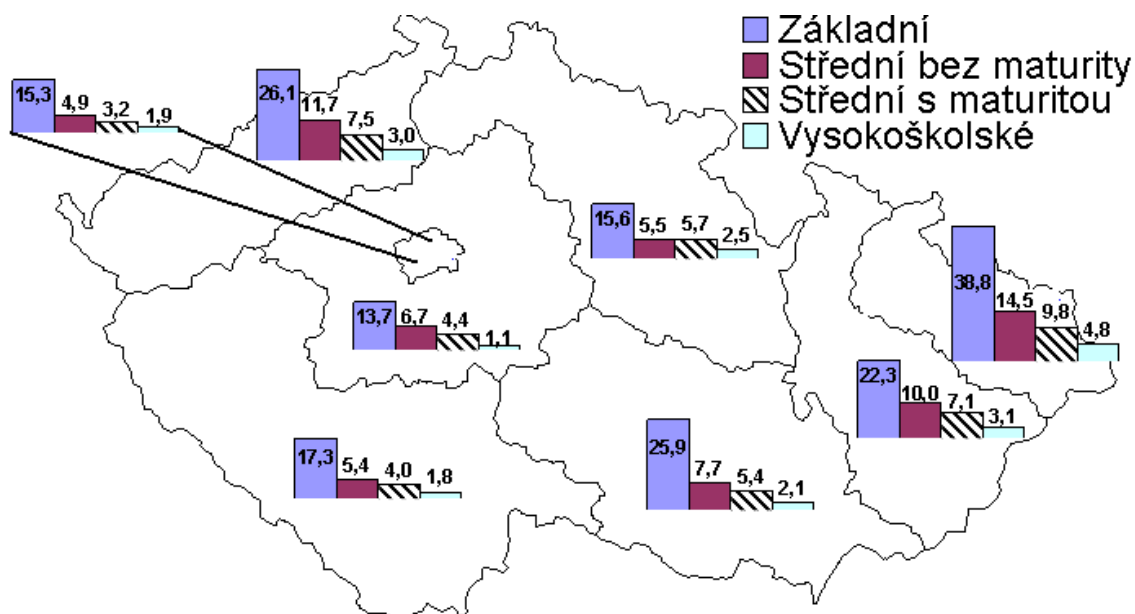 Základní
Střední bez maturity
Střední s maturitou
Vysokoškolské
15,3 4,9 3,2 1,9
26,1 11,7 7,5 3,0
15,6 5,5 5,7 2,5
38,8 14,5 9,8 4,8
13,7 6,7 4,4 1,1
22,3 10,0 7,1 3,1
17,3 5,4 4,0 1,8
25,9 7,7 5,4 2,1